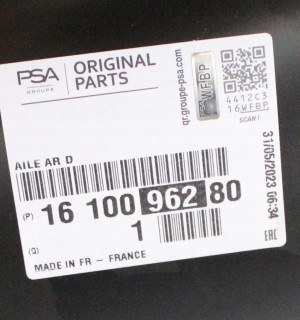 PSA
GROUPE
ORIGINAL
PARTS
qr.groupe-psa.com
WFBP
4412C3
16WFBP
SCAN!
31/05/2023 06:34
AILE AR D
(P) 16 100 962 80
1
(Q)
MADE IN FR - FRANCE
EAC